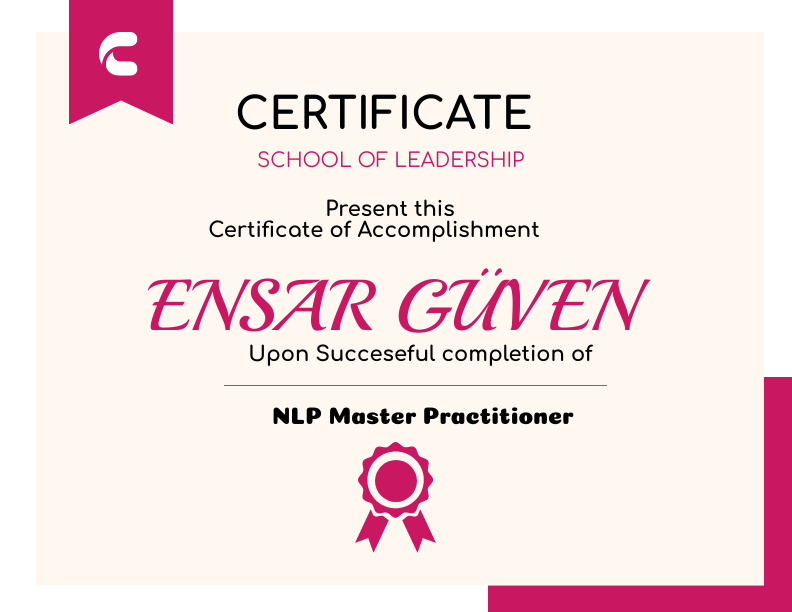 CERTIFICATE
SCHOOL OF LEADERSHIP
Present this
Certificate of Accomplishment
ENSAR GÜVEN
Upon Succeseful completion of
NLP Master Practitioner